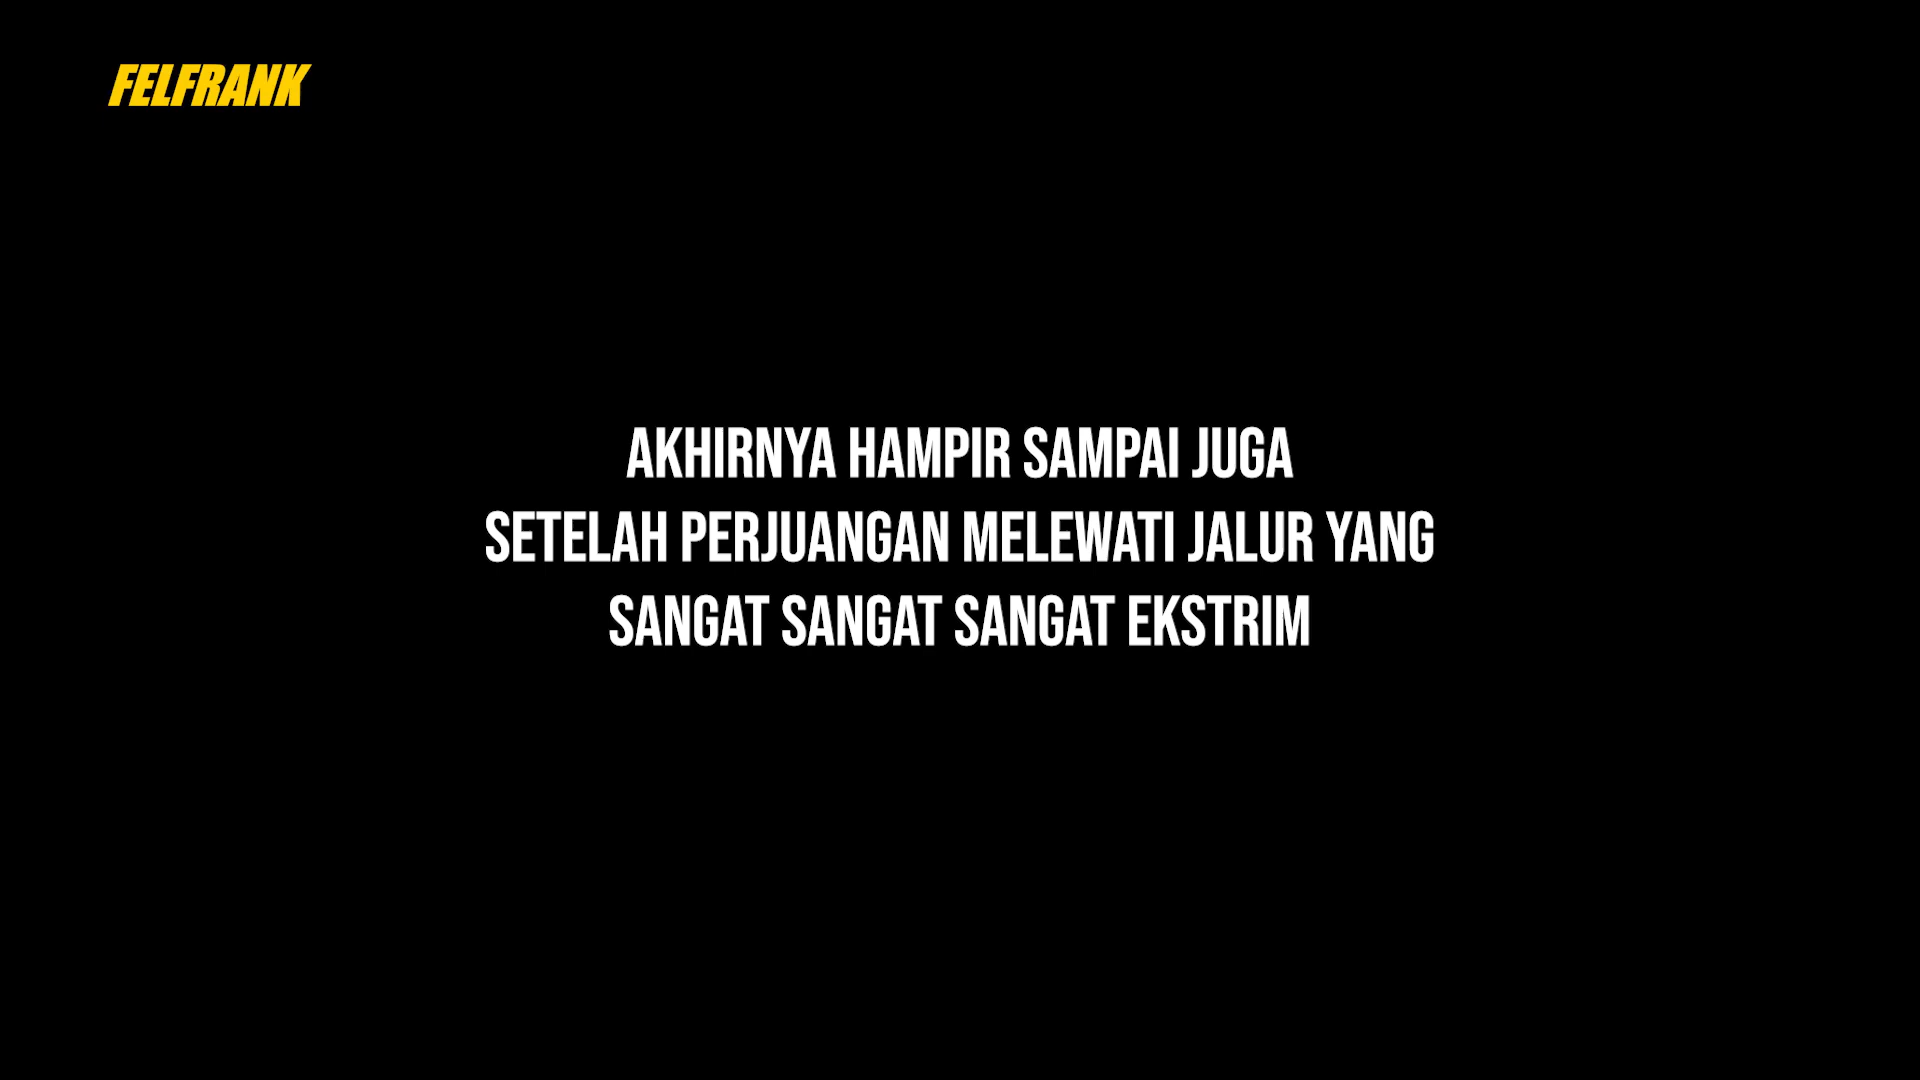 FELFRANK
AKHIRNYA HAMPIR SAMPAI JUGA
SETELAH PERJUANGAN MELEWATI JALUR YANG
SANGAT SANGAT SANGAT EKSTRIM